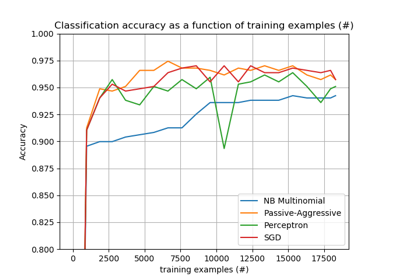 Classification accuracy as a function of training examples (#)
1.000
0.975
0.950
0.925
0.900
0.875
0.850
0.825
0.800
Accuracy
NB Multinomial
Passive-Aggressive
Perceptron
SGD
0 2500 5000 7500 10000 12500 15000 17500
training examples (#)